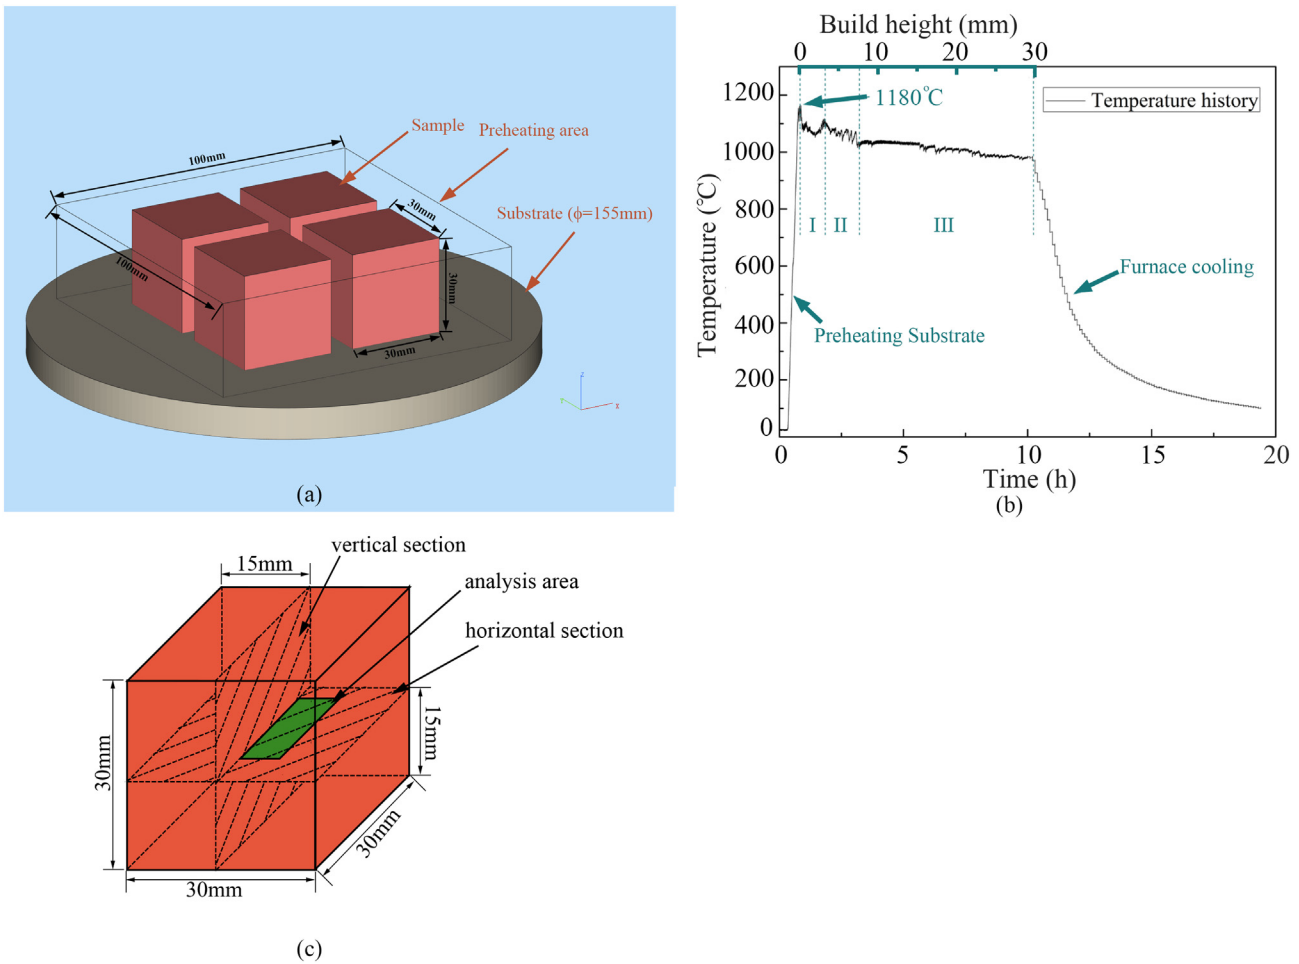 Sample
Preheating area
100mm
Substrate (ϕ=155mm)
30mm
100mm
30mm
30mm
Z
Y
X
(a)
Build height (mm)
0
10
20
30
1200
1000
800
600
400
200
0
Temperature (℃)
1180℃
Temperature history
I
II
III
Furnace cooling
Preheating Substrate
0
5
10
15
20
Time (h)
(b)
vertical section
15mm
analysis area
horizontal section
15mm
30mm
30mm
30mm
(c)